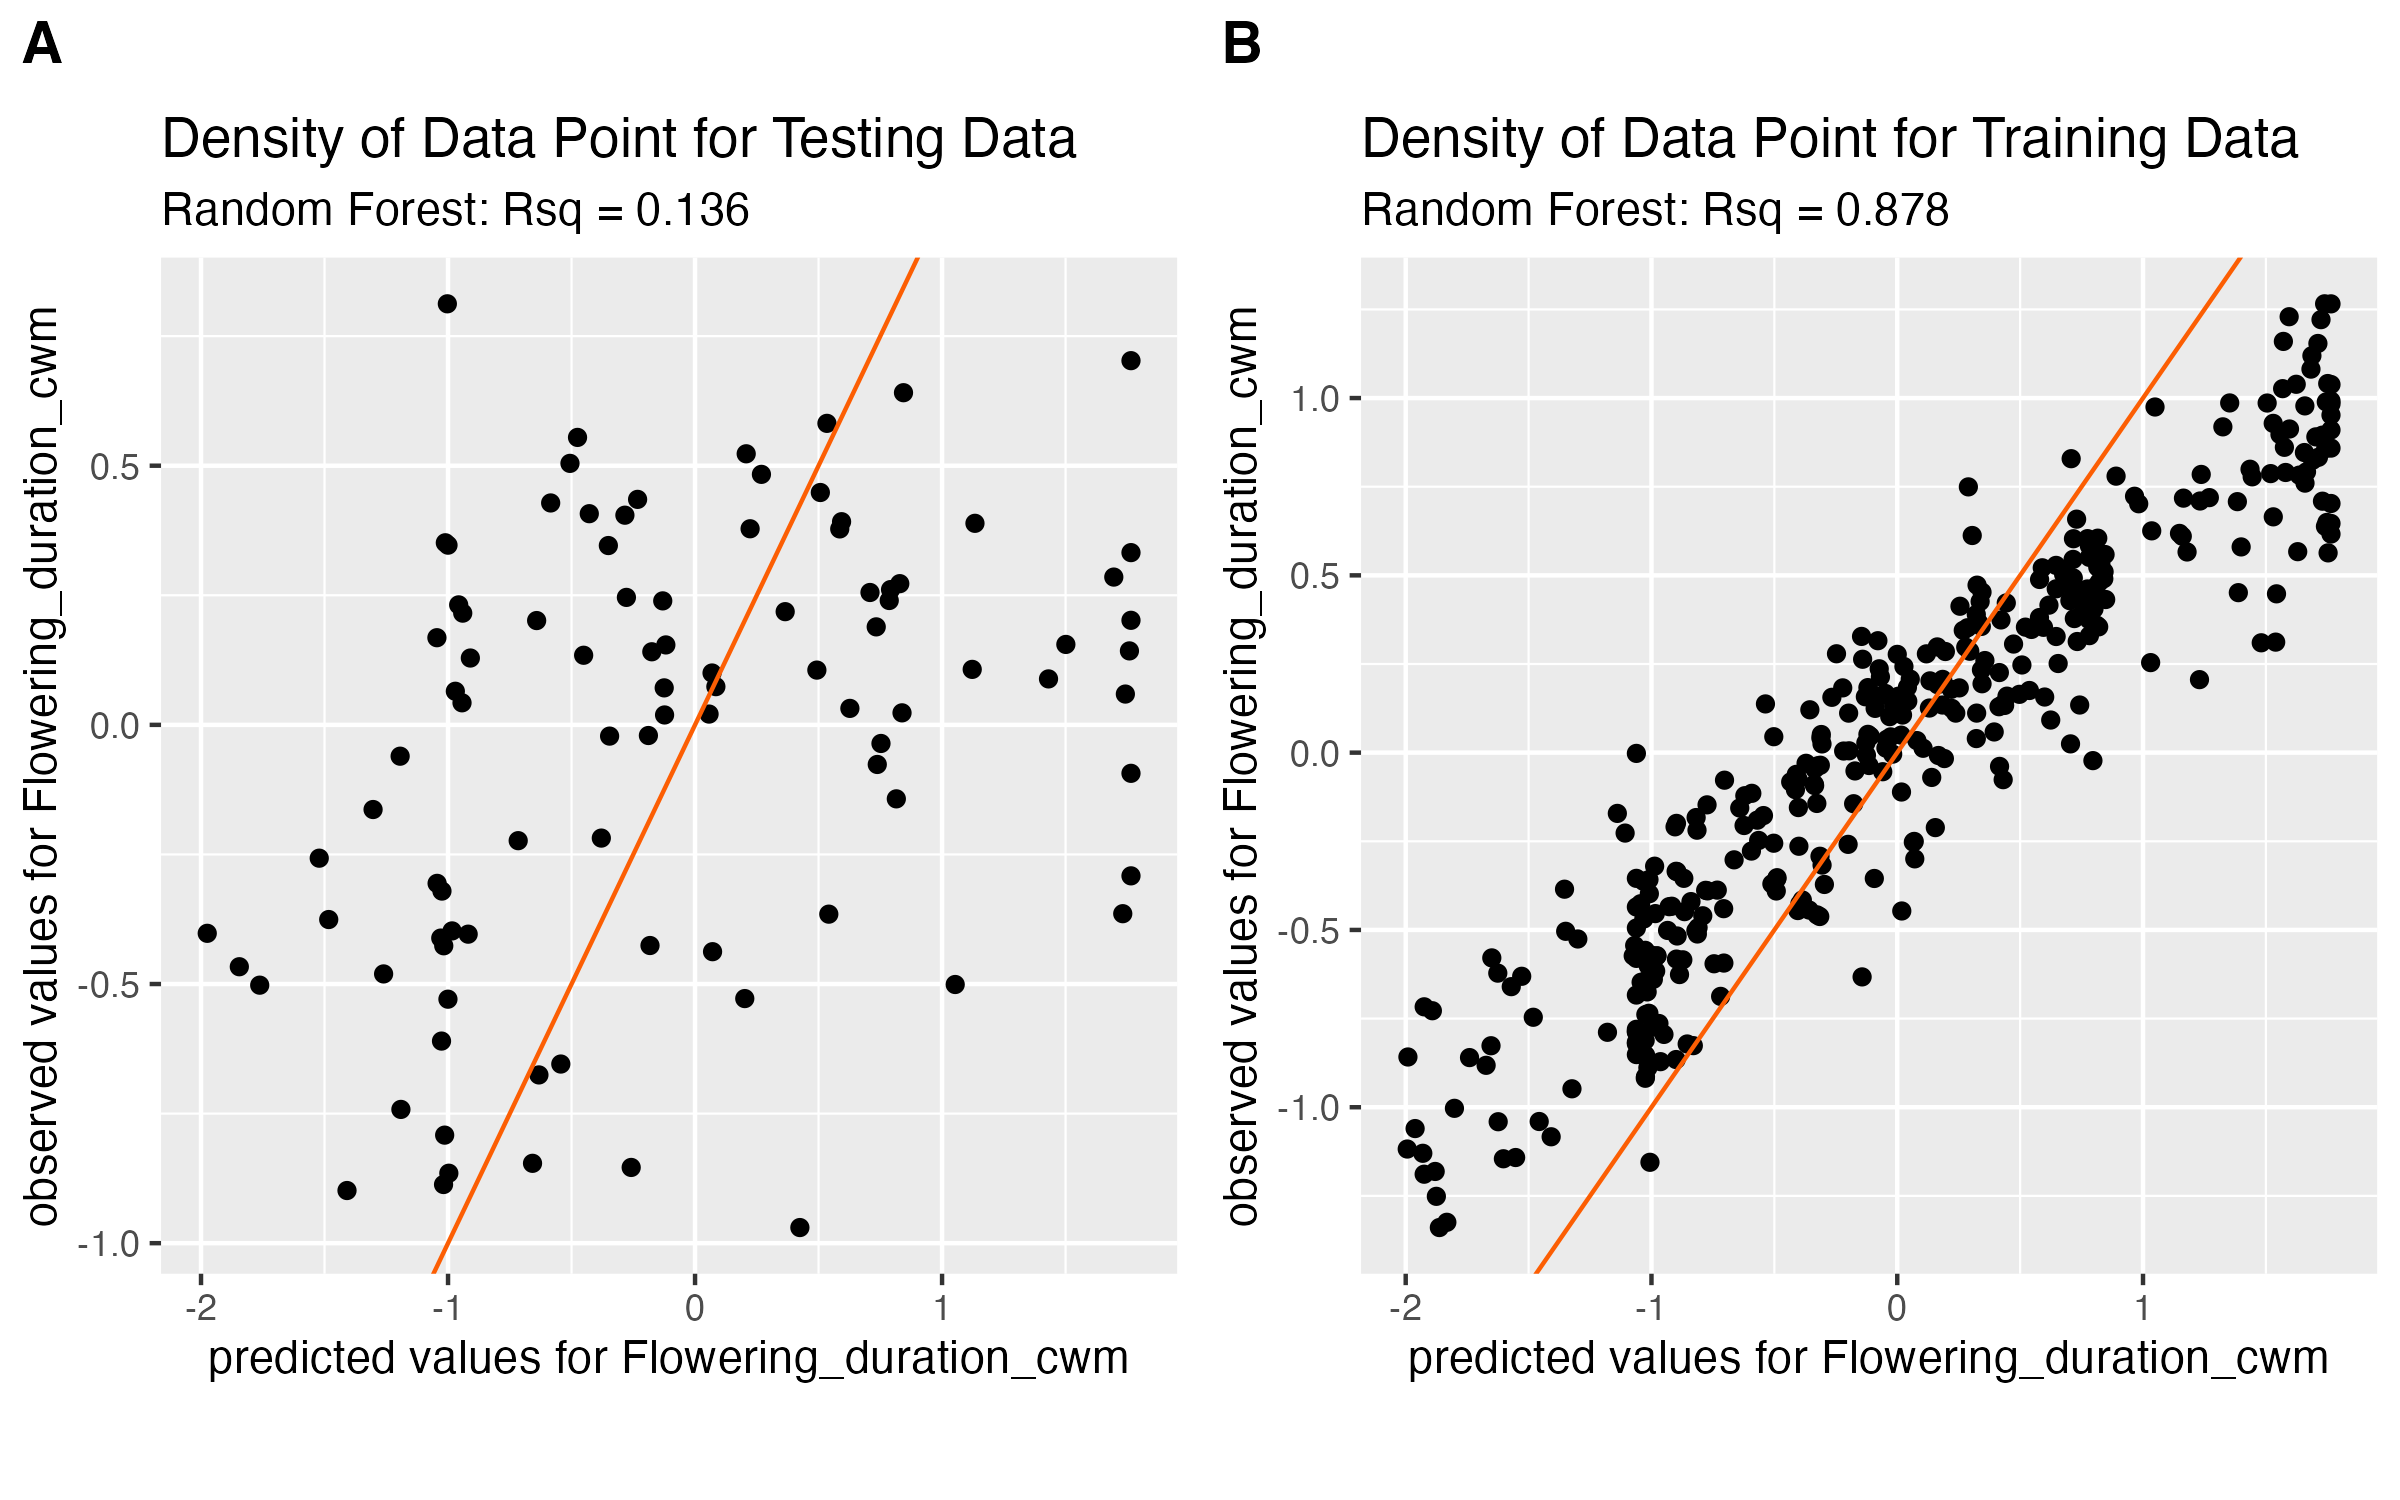 A
Density of Data Point for Testing Data
Random Forest: Rsq = 0.136
observed values for Flowering_duration_cwm
0.5
0.0
-0.5
-1.0
-2
-1
0
1
predicted values for Flowering_duration_cwm
B
Density of Data Point for Training Data
Random Forest: Rsq = 0.878
observed values for Flowering_duration_cwm
1.0
0.5
0.0
-0.5
-1.0
-2
-1
0
1
predicted values for Flowering_duration_cwm